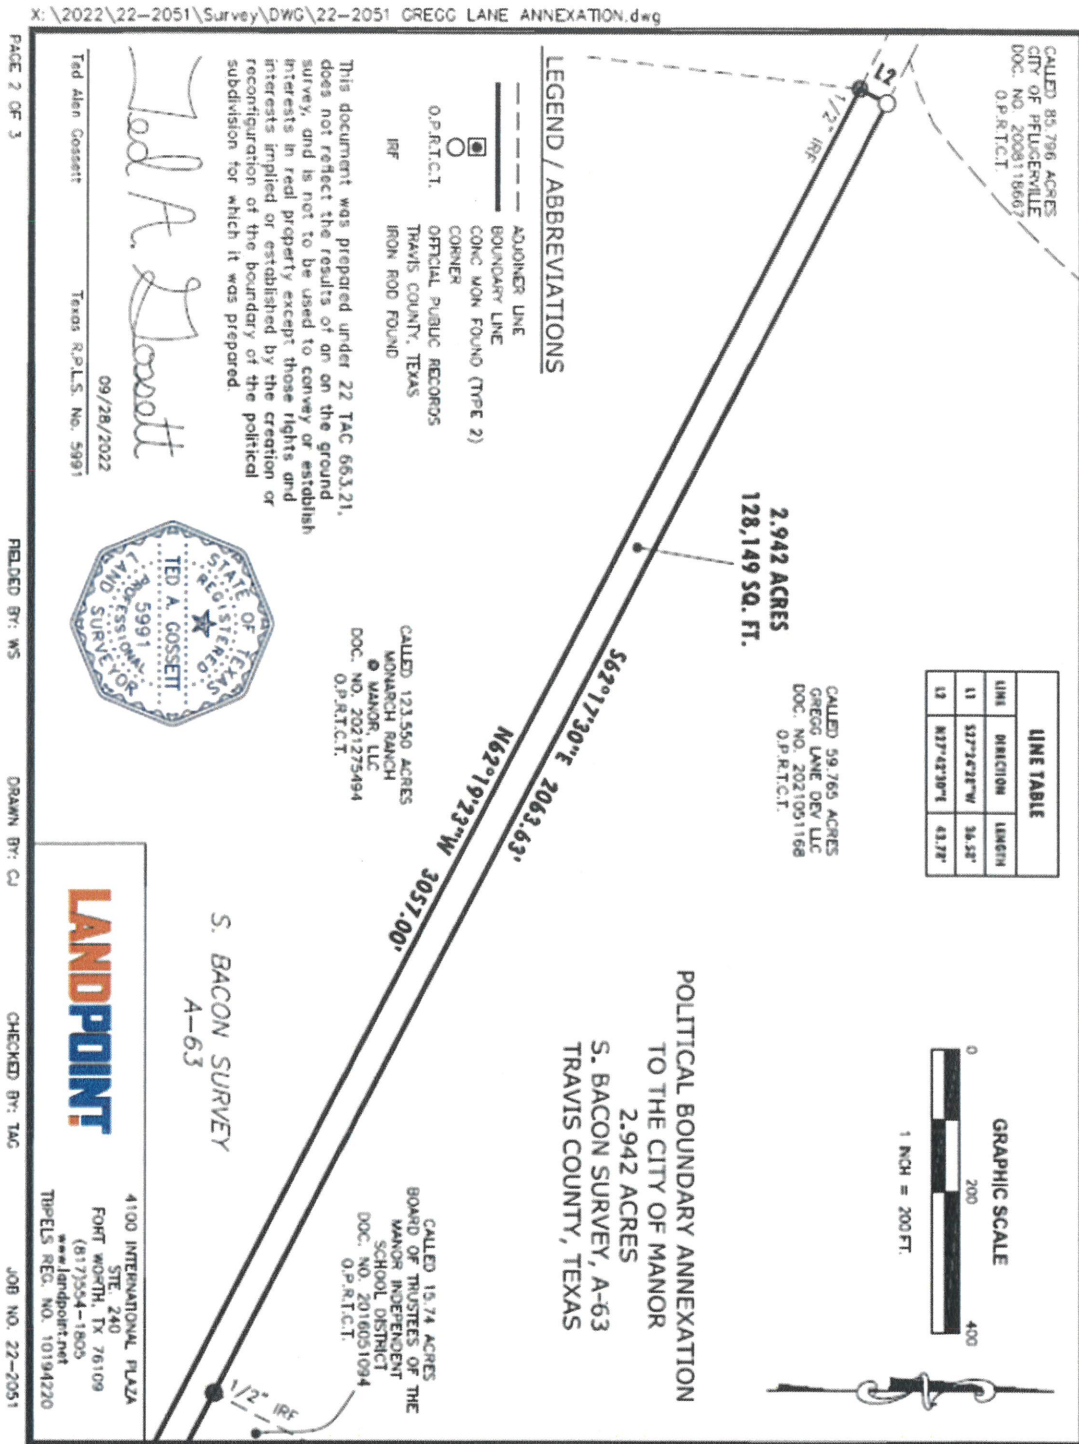 X: \2022\22-2051\Survey\DWG\22-2051 GREGG LANE ANNEXATION.dwg
CALLED 85.796 ACRES
CITY OF PFLUGERVILLE
DOC. NO. 2008118667
O.P.R.T.C.T.
L2
1/2" IRF
LINE TABLE
LINE DIRECTION LENGTH
L1 S27°24'28"W 36.58'
L2 N27°42'30"E 43.78'
GRAPHIC SCALE
0 200 400
1 INCH = 200 FT.
2.942 ACRES
128,149 SQ. FT.
CALLED 59.765 ACRES
GREGG LANE DEV LLC
DOC. NO. 2021051168
O.P.R.T.C.T.
POLITICAL BOUNDARY ANNEXATION
TO THE CITY OF MANOR
2.942 ACRES
S. BACON SURVEY, A-63
TRAVIS COUNTY, TEXAS
S62°17'30"E 2063.63'
N62°19'23"W 3057.00'
LEGEND / ABBREVIATIONS
ADJOINER LINE
BOUNDARY LINE
CONC MON FOUND (TYPE 2)
CORNER
O.P.R.T.C.T. OFFICIAL PUBLIC RECORDS
TRAVIS COUNTY, TEXAS
IRF IRON ROD FOUND
CALLED 123.550 ACRES
MONARCH RANCH
@ MANOR, LLC
DOC. NO. 2021275494
O.P.R.T.C.T.
CALLED 15.74 ACRES
BOARD OF TRUSTEES OF THE
MANOR INDEPENDENT
SCHOOL DISTRICT
DOC. NO. 2016051094
O.P.R.T.C.T.
1/2" IRF
S. BACON SURVEY
A-63
This document was prepared under 22 TAC 663.21,
does not reflect the results of an on the ground
survey, and is not to be used to convey or establish
interests in real property except those rights and
interests implied or established by the creation or
reconfiguration of the boundary of the political
subdivision for which it was prepared.
Ted A. Gossett
09/28/2022
Ted Alen Gossett Texas R.P.L.S. No. 5991
STATE OF TEXAS
REGISTERED
TED A. GOSSETT
5991
PROFESSIONAL
LAND SURVEYOR
LANDPOINT
4100 INTERNATIONAL PLAZA
STE. 240
FORT WORTH, TX 76109
(817)554-1805
www.landpoint.net
TBPELS REG. NO. 10194220
PAGE 2 OF 3 FIELDED BY: WS DRAWN BY: CJ CHECKED BY: TAG JOB NO. 22-2051